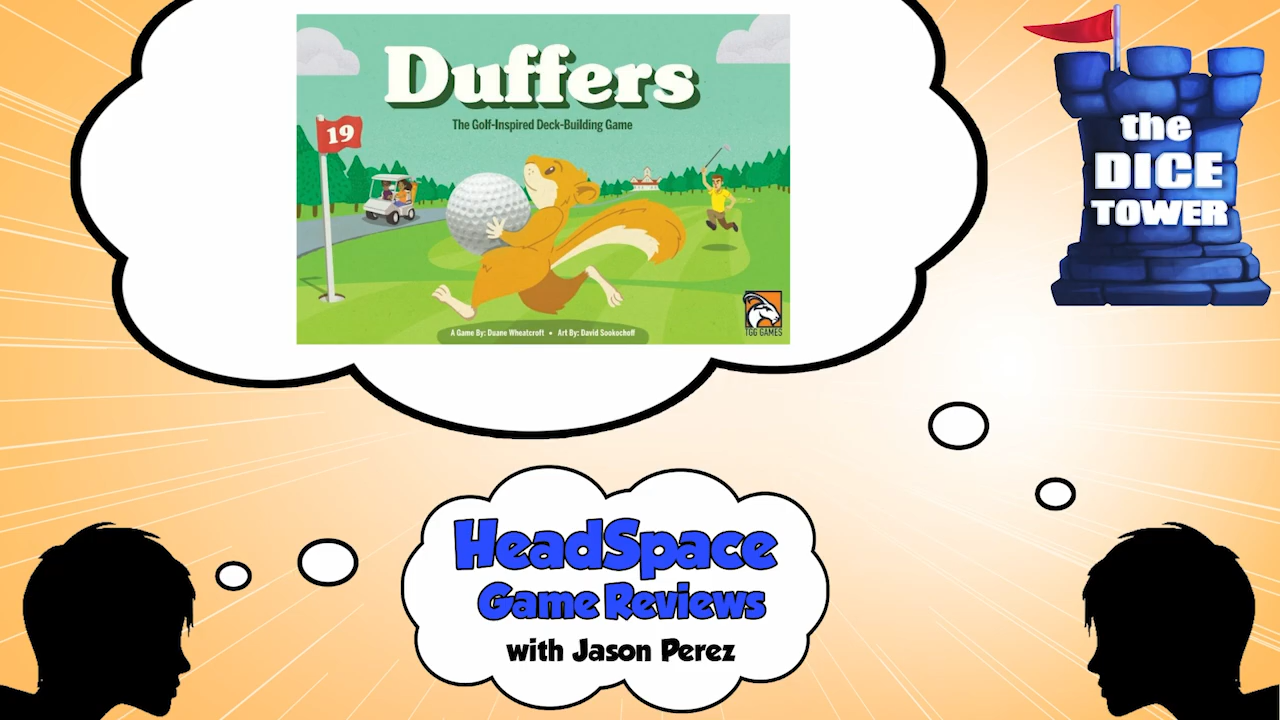 Duffers
The Golf-Inspired Deck-Building Game
19
A Game By: Duane Wheatcroft • Art By: David Sookochoff
TGG GAMES
the
DICE
TOWER
HeadSpace
Game Reviews
with Jason Perez